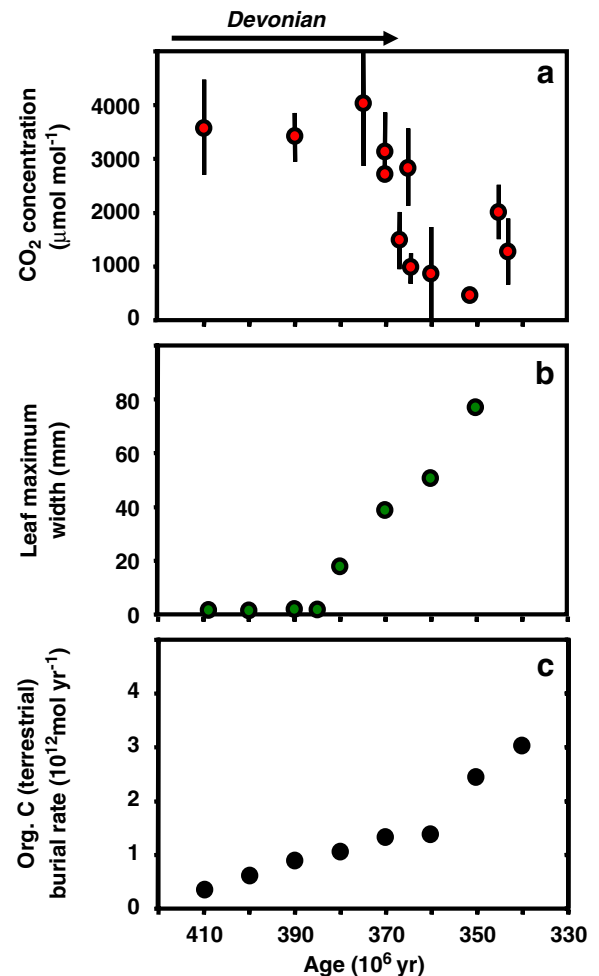 Devonian
a
CO₂ concentration
(μmol mol⁻¹)
4000
3000
2000
1000
0
b
Leaf maximum
width (mm)
80
60
40
20
0
c
Org. C (terrestrial)
burial rate (10¹²mol yr⁻¹)
4
3
2
1
0
410 390 370 350 330
Age (10⁶ yr)